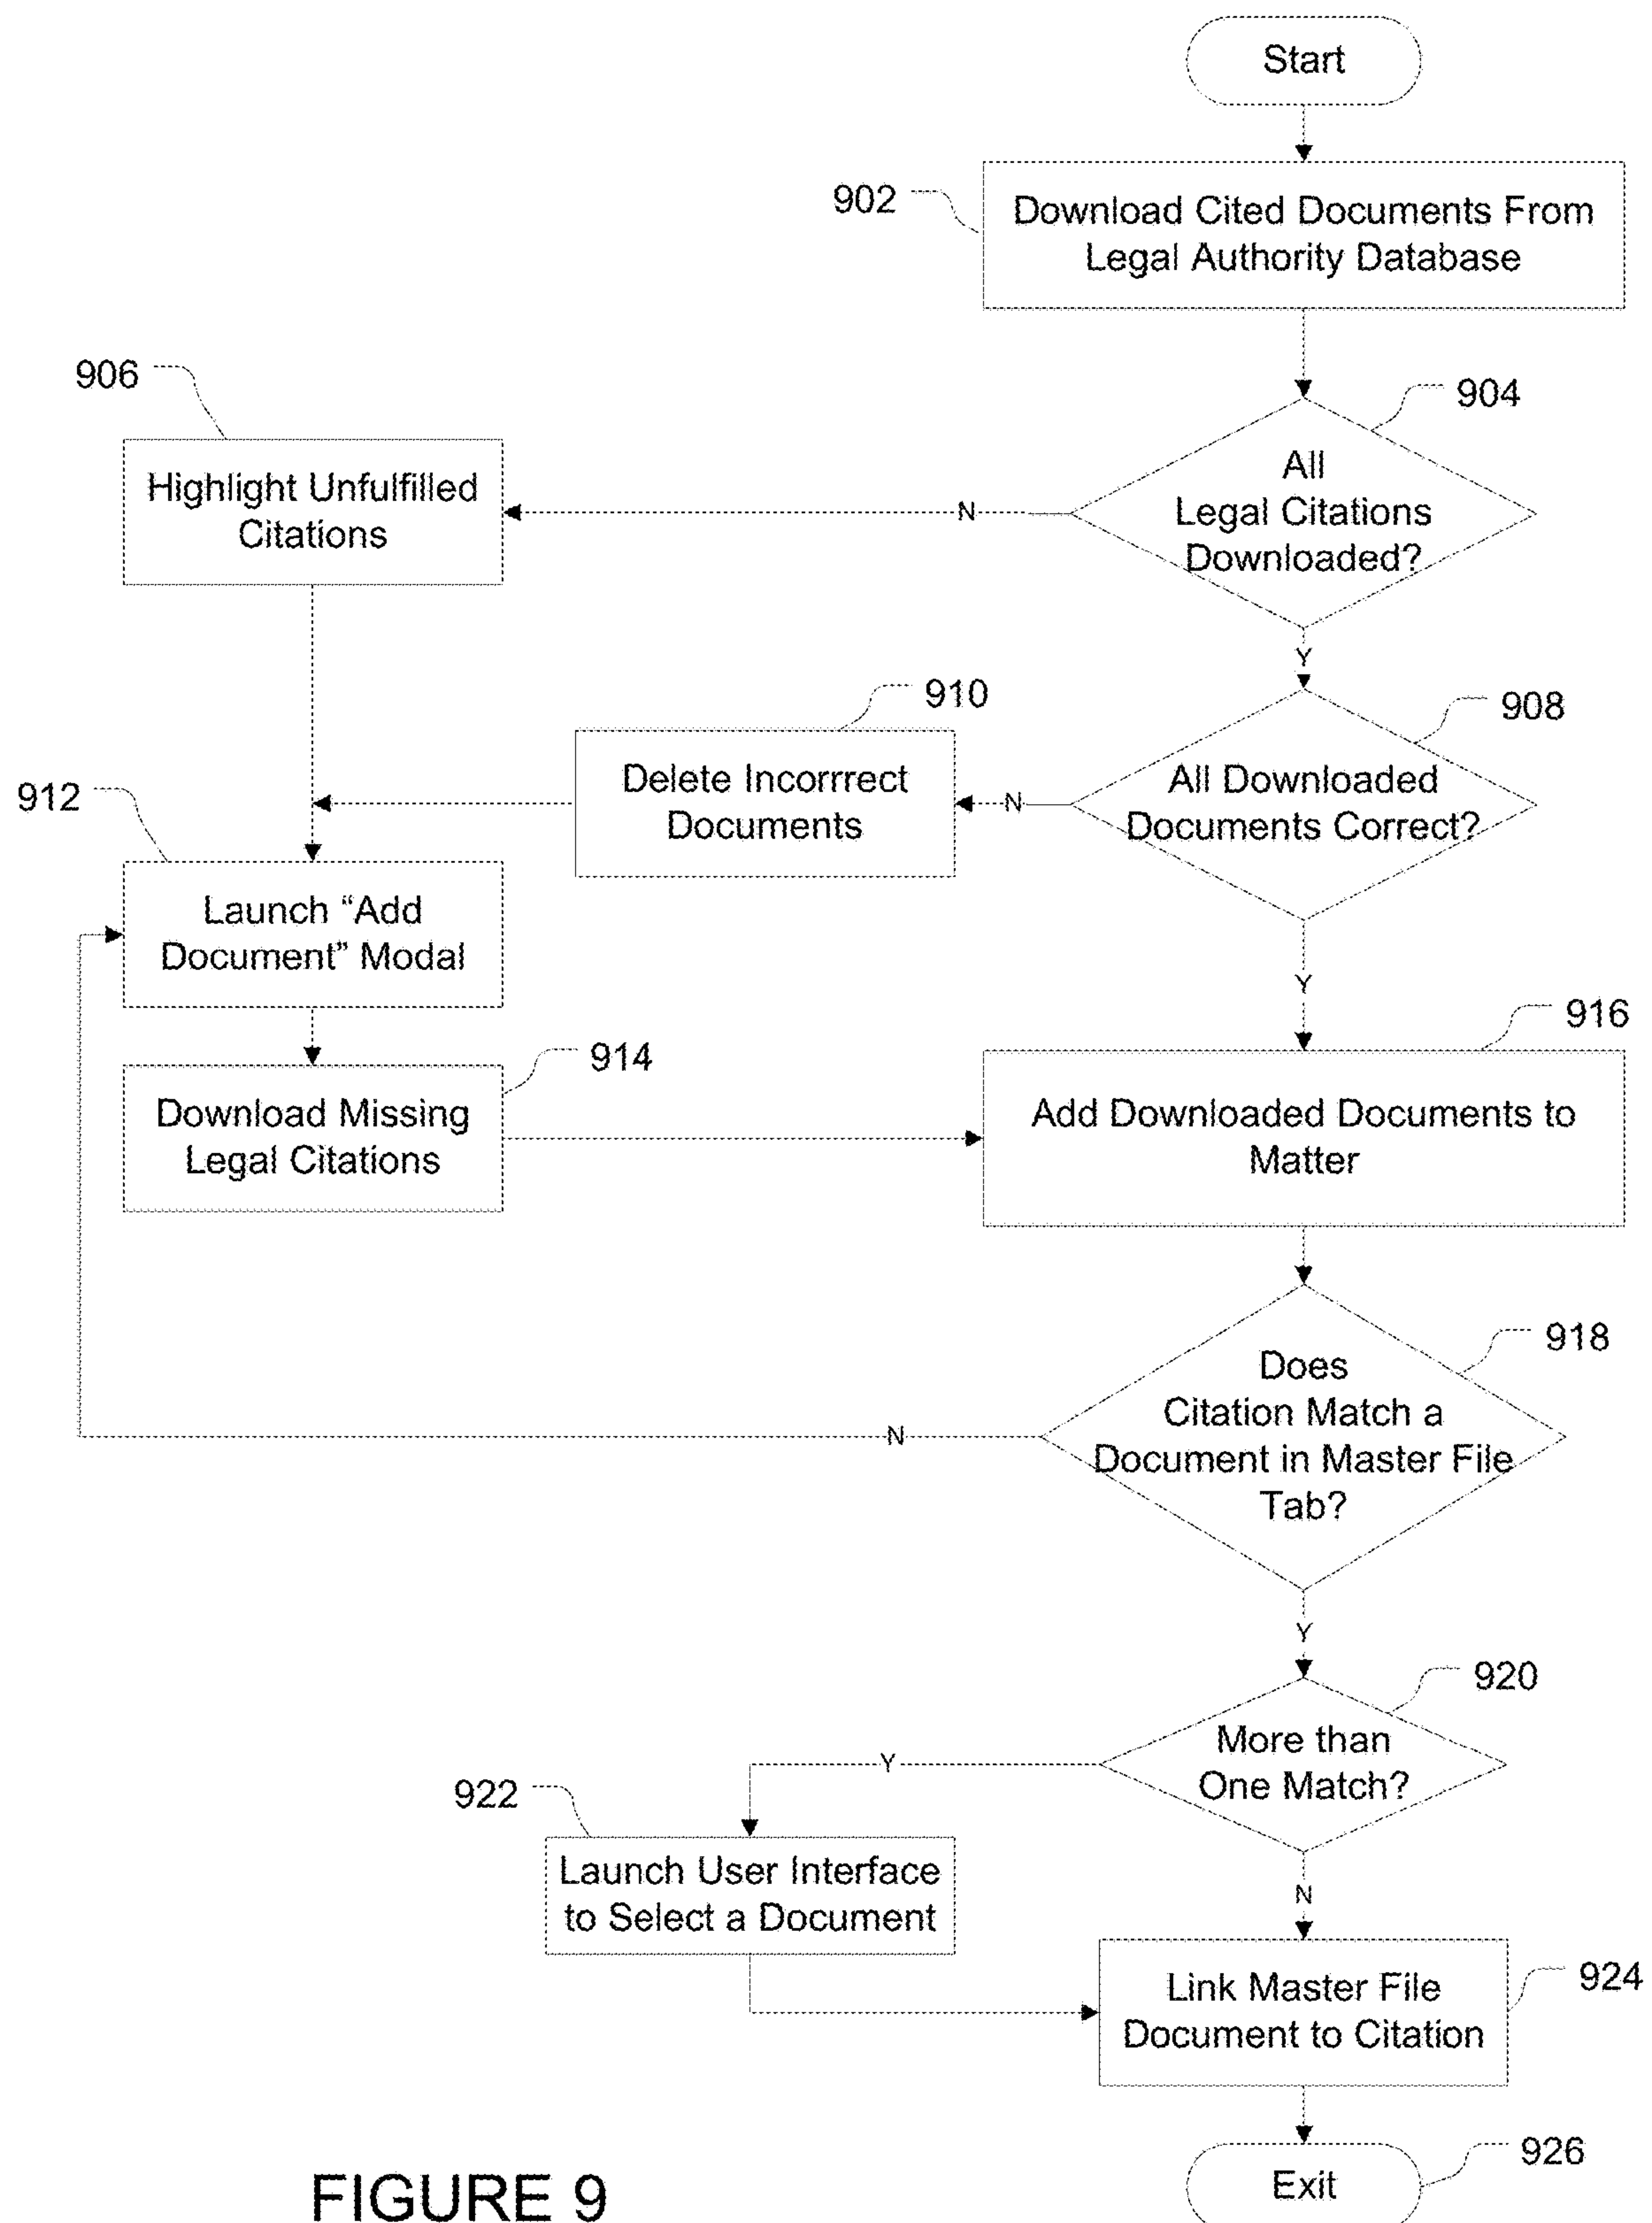 Start
902
Download Cited Documents From
Legal Authority Database
906
904
Highlight Unfulfilled
Citations
N
All
Legal Citations
Downloaded?
Y
910
908
912
Delete Incorrrect
Documents
N
All Downloaded
Documents Correct?
Launch “Add
Document” Modal
Y
916
914
Download Missing
Legal Citations
Add Downloaded Documents to
Matter
918
Does
Citation Match a
Document in Master File
Tab?
N
Y
920
More than
One Match?
Y
922
Launch User Interface
to Select a Document
N
924
Link Master File
Document to Citation
926
Exit
FIGURE 9